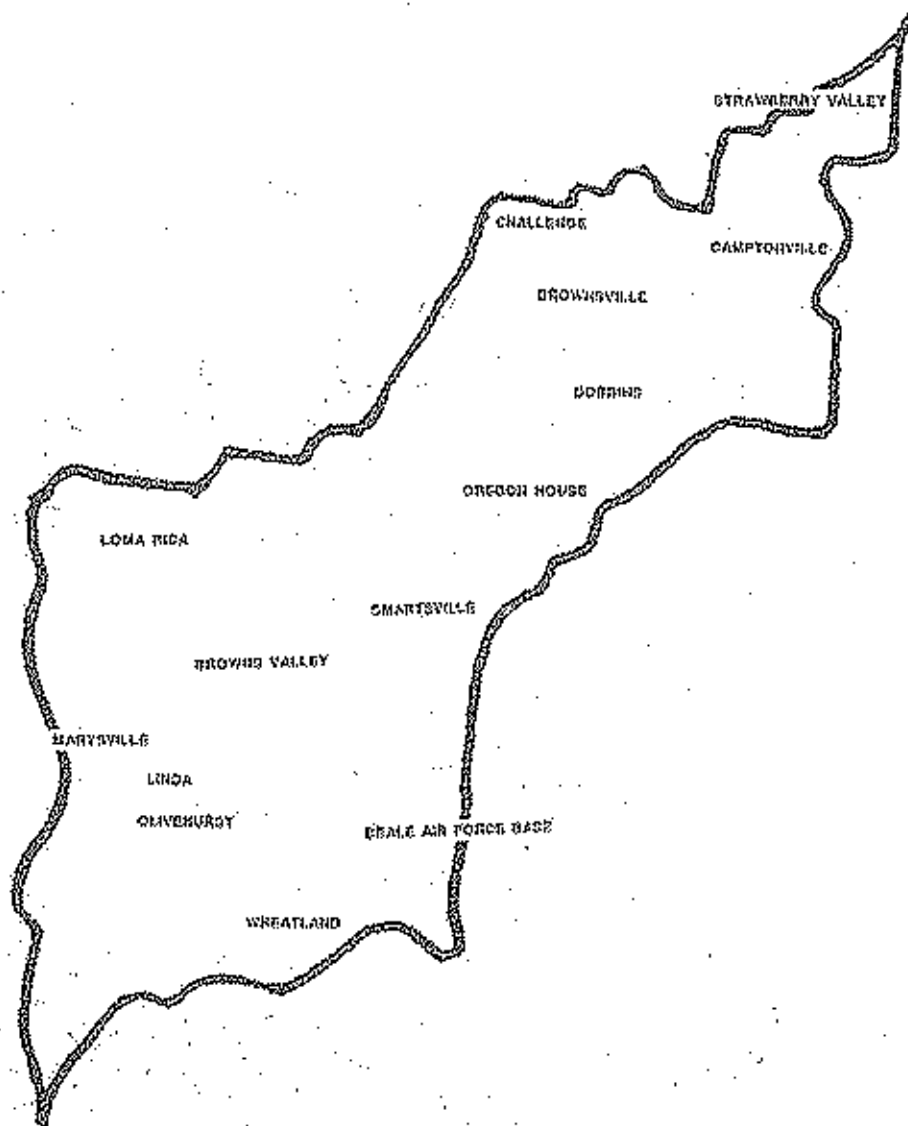 STRAWBERRY VALLEY
CHALLENGE
CAMPTONVILLE
BROWNSVILLE
DOBBINS
OREGON HOUSE
LOMA RICA
SMARTSVILLE
BROWNS VALLEY
MARYSVILLE
LINDA
OLIVEHURST
BEALE AIR FORCE BASE
WHEATLAND